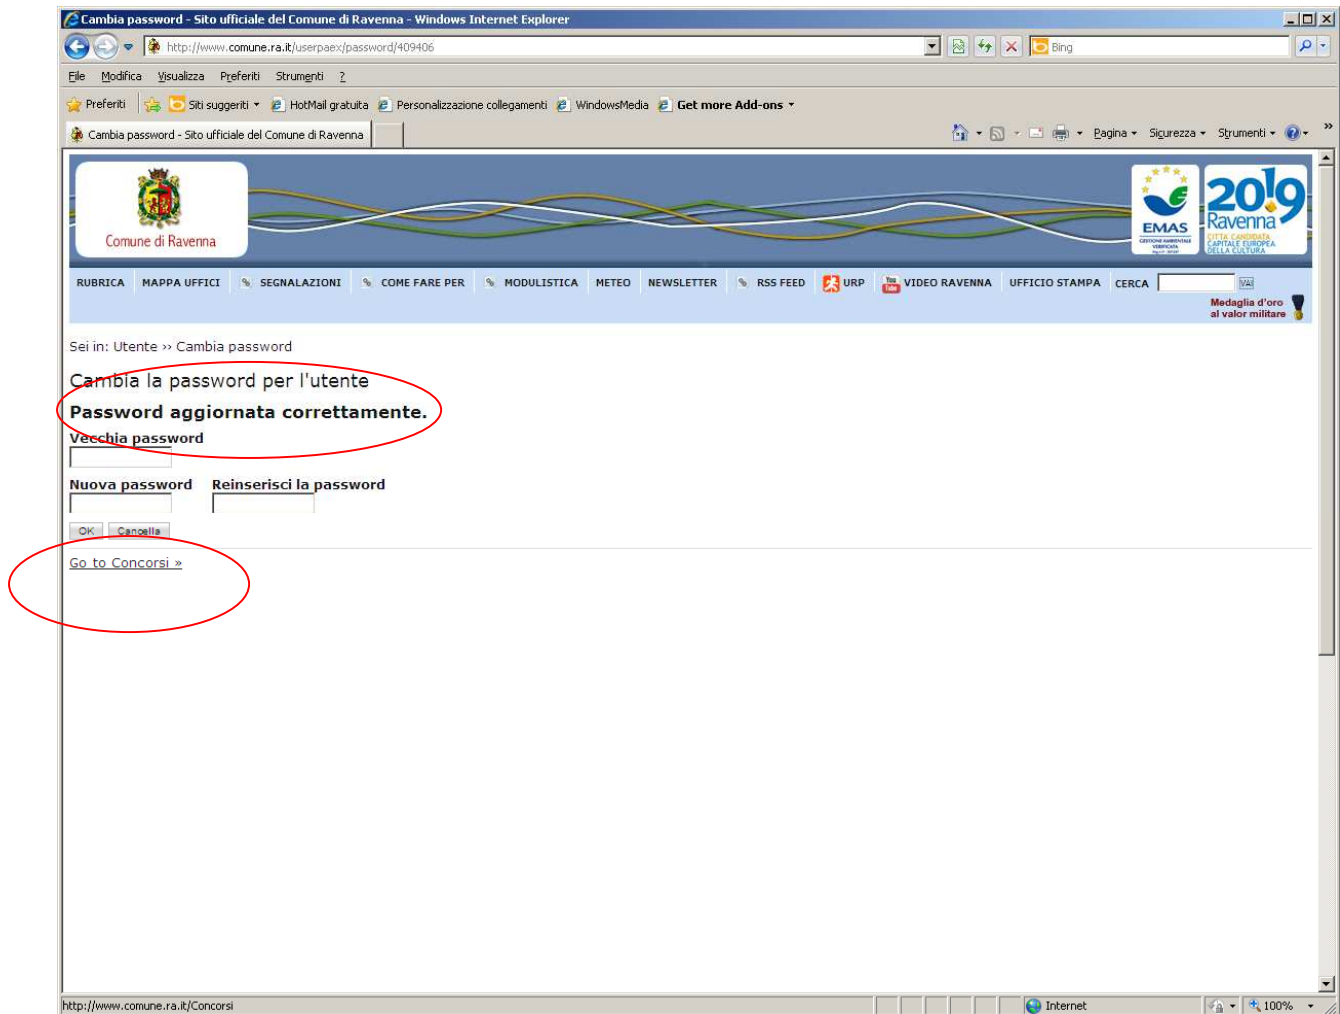 Cambia password - Sito ufficiale del Comune di Ravenna - Windows Internet Explorer
http://www.comune.ra.it/userpaex/password/409406
Bing
File Modifica Visualizza Preferiti Strumenti ?
Preferiti Siti suggeriti HotMail gratuita Personalizzazione collegamenti WindowsMedia Get more Add-ons
Cambia password - Sito ufficiale del Comune di Ravenna
Pagina Sicurezza Strumenti »
Comune di Ravenna
EMAS
GESTIONE AMBIENTALE
VERIFICATA
2019
Ravenna
CITTÀ CANDIDATA
CAPITALE EUROPEA
DELLA CULTURA
RUBRICA MAPPA UFFICI SEGNALAZIONI COME FARE PER MODULISTICA METEO NEWSLETTER RSS FEED URP You Tube VIDEO RAVENNA UFFICIO STAMPA CERCA VAI
Medaglia d'oro
al valor militare
Sei in: Utente ›› Cambia password
Cambia la password per l'utente
Password aggiornata correttamente.
Vecchia password
Nuova password Reinserisci la password
OK Cancella
Go to Concorsi »
http://www.comune.ra.it/Concorsi
Internet
100%